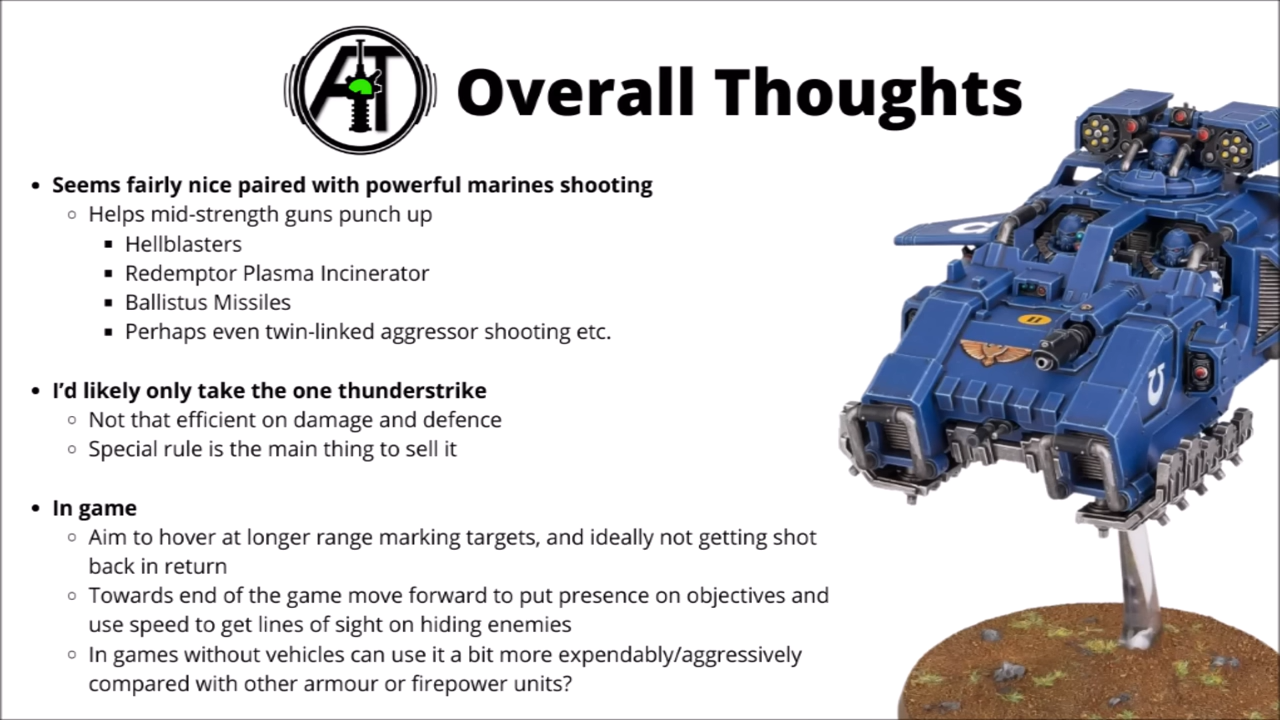 AT
Overall Thoughts
• Seems fairly nice paired with powerful marines shooting
○ Helps mid-strength guns punch up
▪ Hellblasters
▪ Redemptor Plasma Incinerator
▪ Ballistus Missiles
▪ Perhaps even twin-linked aggressor shooting etc.
• I’d likely only take the one thunderstrike
○ Not that efficient on damage and defence
○ Special rule is the main thing to sell it
• In game
○ Aim to hover at longer range marking targets, and ideally not getting shot
back in return
○ Towards end of the game move forward to put presence on objectives and
use speed to get lines of sight on hiding enemies
○ In games without vehicles can use it a bit more expendably/aggressively
compared with other armour or firepower units?
II